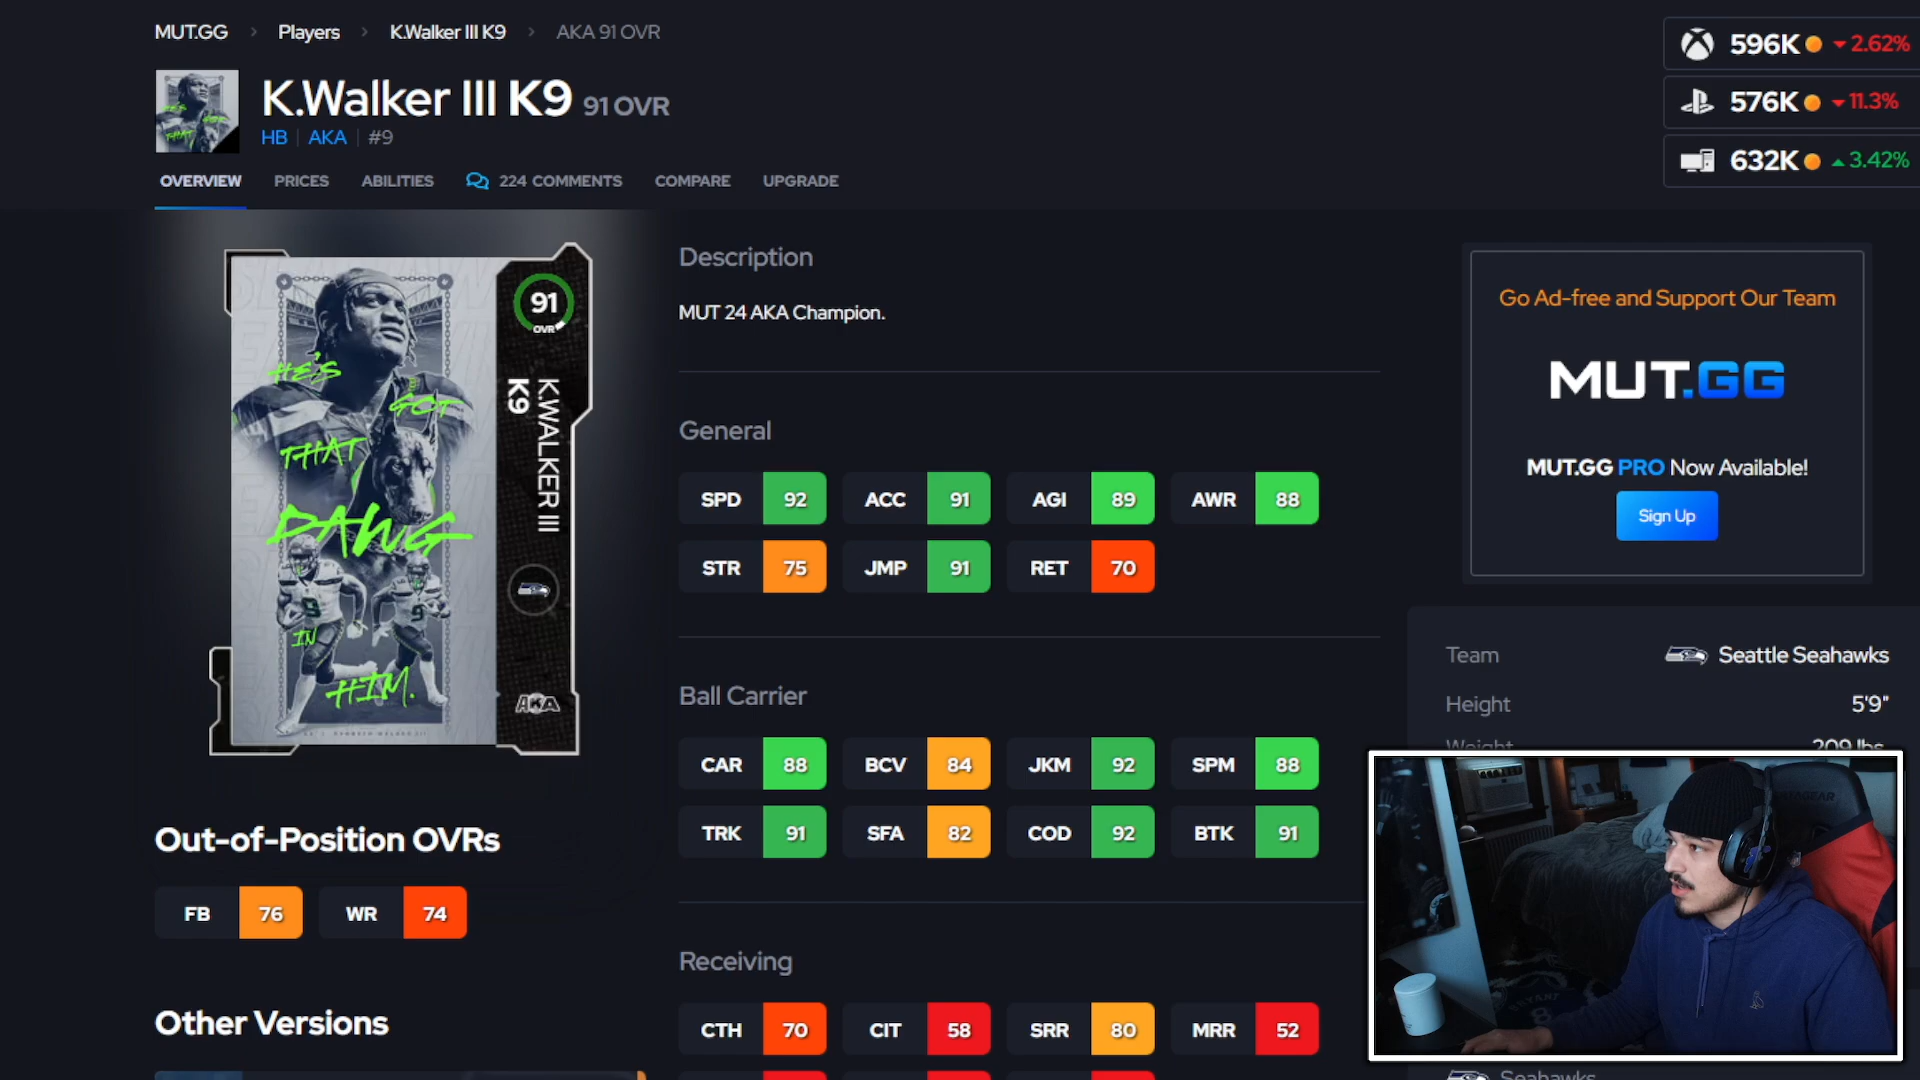 MUT.GG > Players > K.Walker III K9 > AKA 91 OVR
K.Walker III K9 91 OVR
HB | AKA | #9
OVERVIEW PRICES ABILITIES 224 COMMENTS COMPARE UPGRADE
596K 2.62%
576K 11.3%
632K 3.42%
91
OVR
K.WALKER III
K9
HE'S
GOT
THAT
DAWG
IN
HIM.
AKA
Out-of-Position OVRs
FB 76 WR 74
Other Versions
Description
MUT 24 AKA Champion.
General
SPD 92 ACC 91 AGI 89 AWR 88
STR 75 JMP 91 RET 70
Ball Carrier
CAR 88 BCV 84 JKM 92 SPM 88
TRK 91 SFA 82 COD 92 BTK 91
Receiving
CTH 70 CIT 58 SRR 80 MRR 52
Go Ad-free and Support Our Team
MUT.GG
MUT.GG PRO Now Available!
Sign Up
Team Seattle Seahawks
Height 5'9"
Weight 209 lbs
BRYANT
8
Seahawks